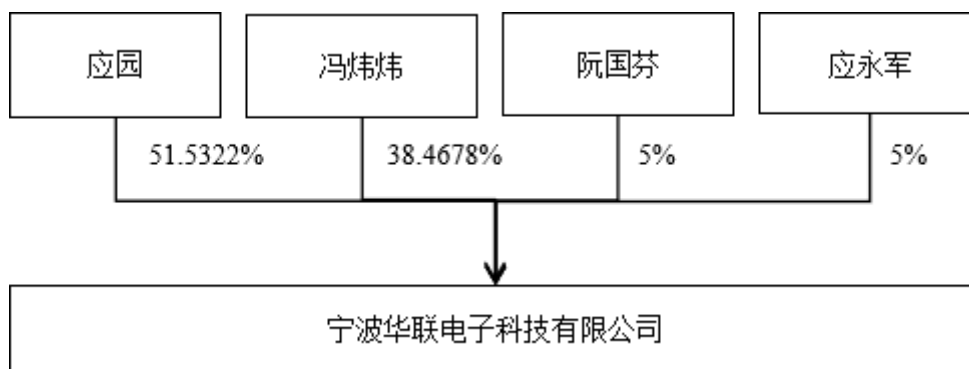 应园
冯炜炜
阮国芬
应永军
51.5322%
38.4678%
5%
5%
宁波华联电子科技有限公司